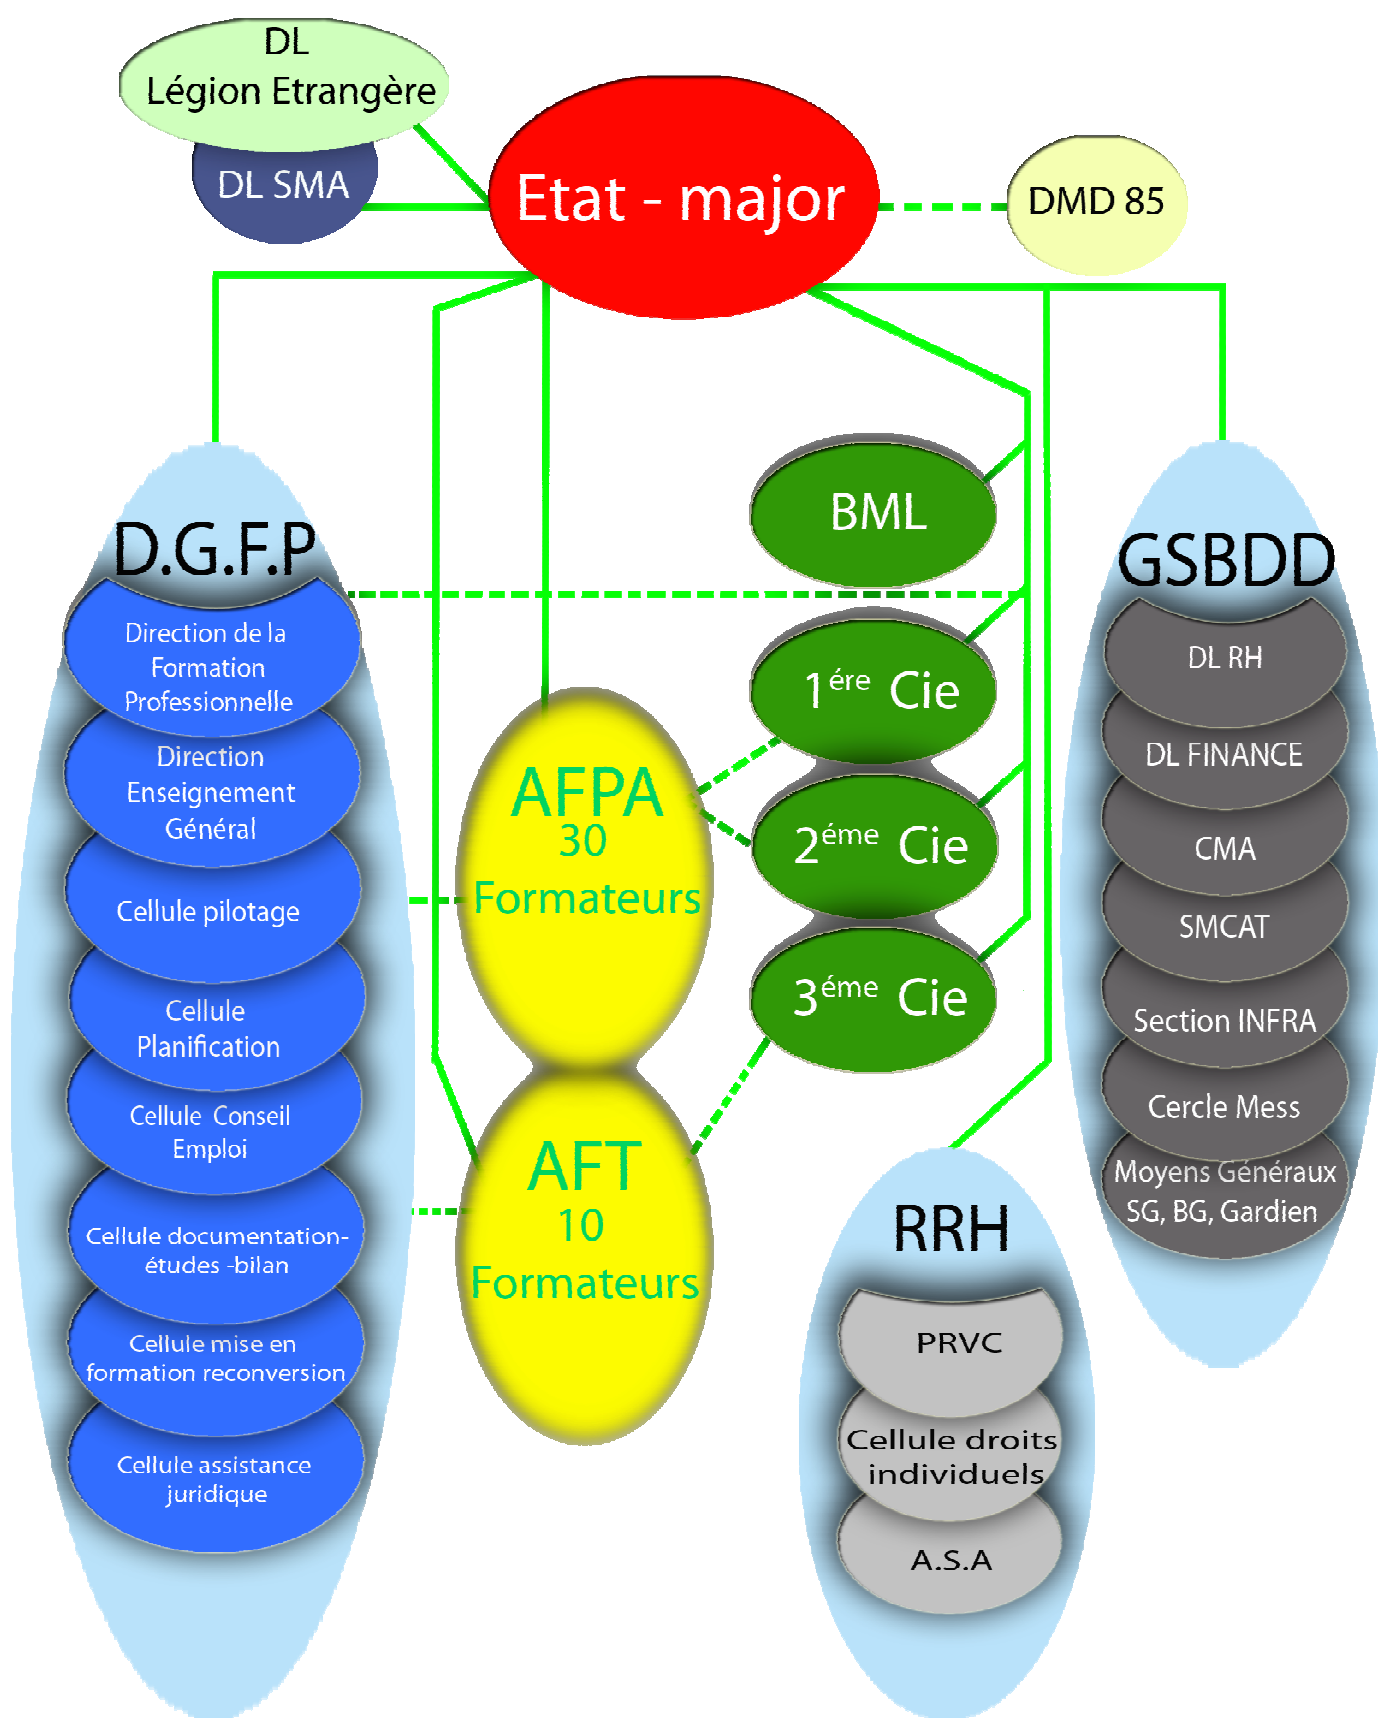 DL
Légion Etrangère
DL SMA
Etat - major
DMD 85
D.G.F.P
Direction de la
Formation
Professionnelle
Direction
Enseignement
Général
Cellule pilotage
Cellule
Planification
Cellule Conseil
Emploi
Cellule documentation-
études -bilan
Cellule mise en
formation reconversion
Cellule assistance
juridique
AFPA
30
Formateurs
AFT
10
Formateurs
BML
1ére Cie
2éme Cie
3éme Cie
RRH
PRVC
Cellule droits
individuels
A.S.A
GSBDD
DL RH
DL FINANCE
CMA
SMCAT
Section INFRA
Cercle Mess
Moyens Généraux
SG, BG, Gardien